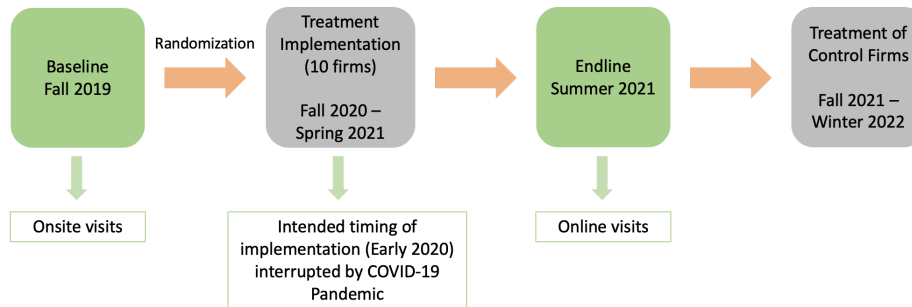 Baseline
Fall 2019
Randomization
Treatment
Implementation
(10 firms)
Fall 2020 –
Spring 2021
Endline
Summer 2021
Treatment of
Control Firms
Fall 2021 –
Winter 2022
Onsite visits
Intended timing of
implementation (Early 2020)
interrupted by COVID-19
Pandemic
Online visits